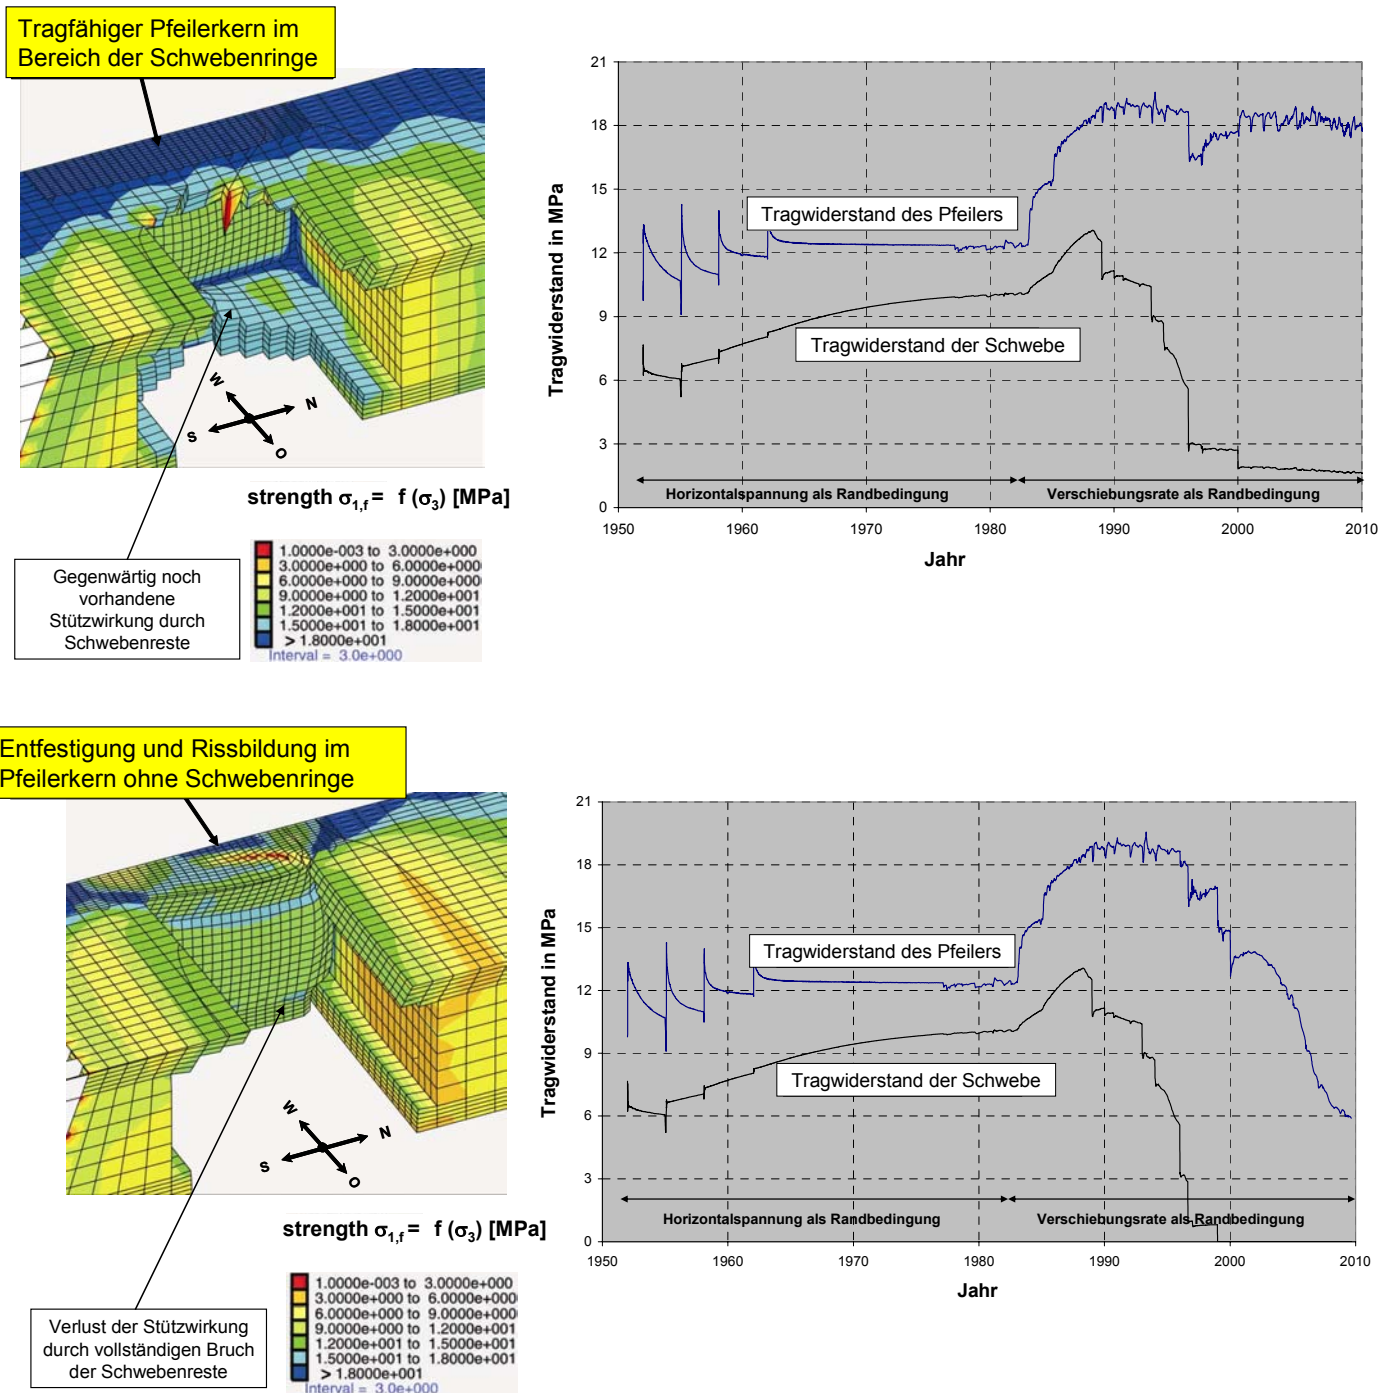 Tragfähiger Pfeilerkern im
Bereich der Schwebenringe
W
N
S
O
strength σ1,f = f (σ3) [MPa]
1.0000e-003 to 3.0000e+000
3.0000e+000 to 6.0000e+000
6.0000e+000 to 9.0000e+000
9.0000e+000 to 1.2000e+001
1.2000e+001 to 1.5000e+001
1.5000e+001 to 1.8000e+001
> 1.8000e+001
Interval = 3.0e+000
Gegenwärtig noch
vorhandene
Stützwirkung durch
Schwebenreste
Tragwiderstand in MPa
21
18
15
12
9
6
3
0
Tragwiderstand des Pfeilers
Tragwiderstand der Schwebe
Horizontalspannung als Randbedingung
Verschiebungsrate als Randbedingung
1950 1960 1970 1980 1990 2000 2010
Jahr
Entfestigung und Rissbildung im
Pfeilerkern ohne Schwebenringe
W
N
S
O
strength σ1,f = f (σ3) [MPa]
1.0000e-003 to 3.0000e+000
3.0000e+000 to 6.0000e+000
6.0000e+000 to 9.0000e+000
9.0000e+000 to 1.2000e+001
1.2000e+001 to 1.5000e+001
1.5000e+001 to 1.8000e+001
> 1.8000e+001
Interval = 3.0e+000
Verlust der Stützwirkung
durch vollständigen Bruch
der Schwebenreste
Tragwiderstand in MPa
21
18
15
12
9
6
3
0
Tragwiderstand des Pfeilers
Tragwiderstand der Schwebe
Horizontalspannung als Randbedingung
Verschiebungsrate als Randbedingung
1950 1960 1970 1980 1990 2000 2010
Jahr